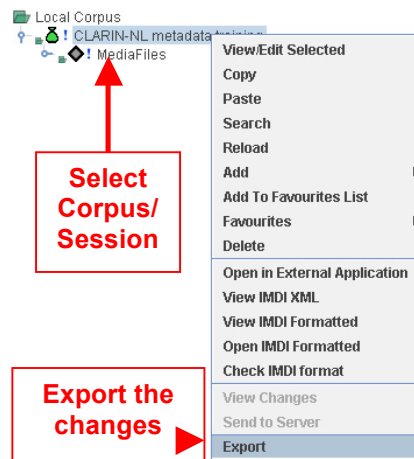 Local Corpus
! CLARIN-NL metadata training
! MediaFiles
Select
Corpus/
Session
View/Edit Selected
Copy
Paste
Search
Reload
Add
Add To Favourites List
Favourites
Delete
Open in External Application
View IMDI XML
View IMDI Formatted
Open IMDI Formatted
Check IMDI format
View Changes
Send to Server
Export
Export the
changes